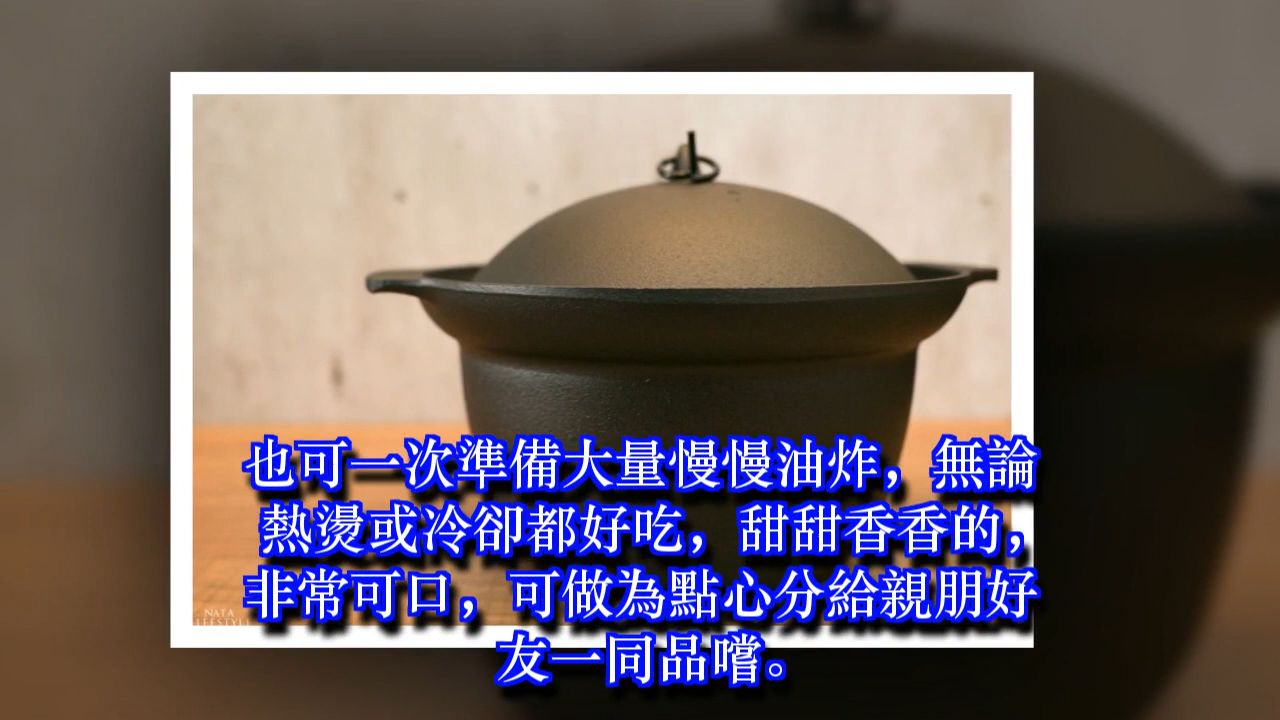 也可一次準備大量慢慢油炸，無論
熱燙或冷卻都好吃，甜甜香香的，
非常可口，可做為點心分給親朋好
友一同品嚐。
NATA
LIFESTYLE